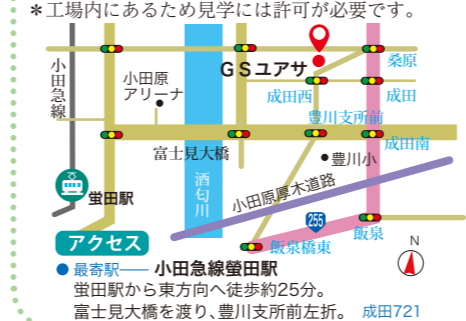 ＊工場内にあるため見学には許可が必要です。
小田急線
小田原
アリーナ
GSユアサ
桑原
成田西
成田
豊川支所前
成田南
富士見大橋
豊川小
酒匂川
小田原厚木道路
螢田駅
255
飯泉
飯泉橋東
N
アクセス
●最寄駅── 小田急線螢田駅
螢田駅から東方向へ徒歩約25分。
富士見大橋を渡り、豊川支所前左折。 成田721